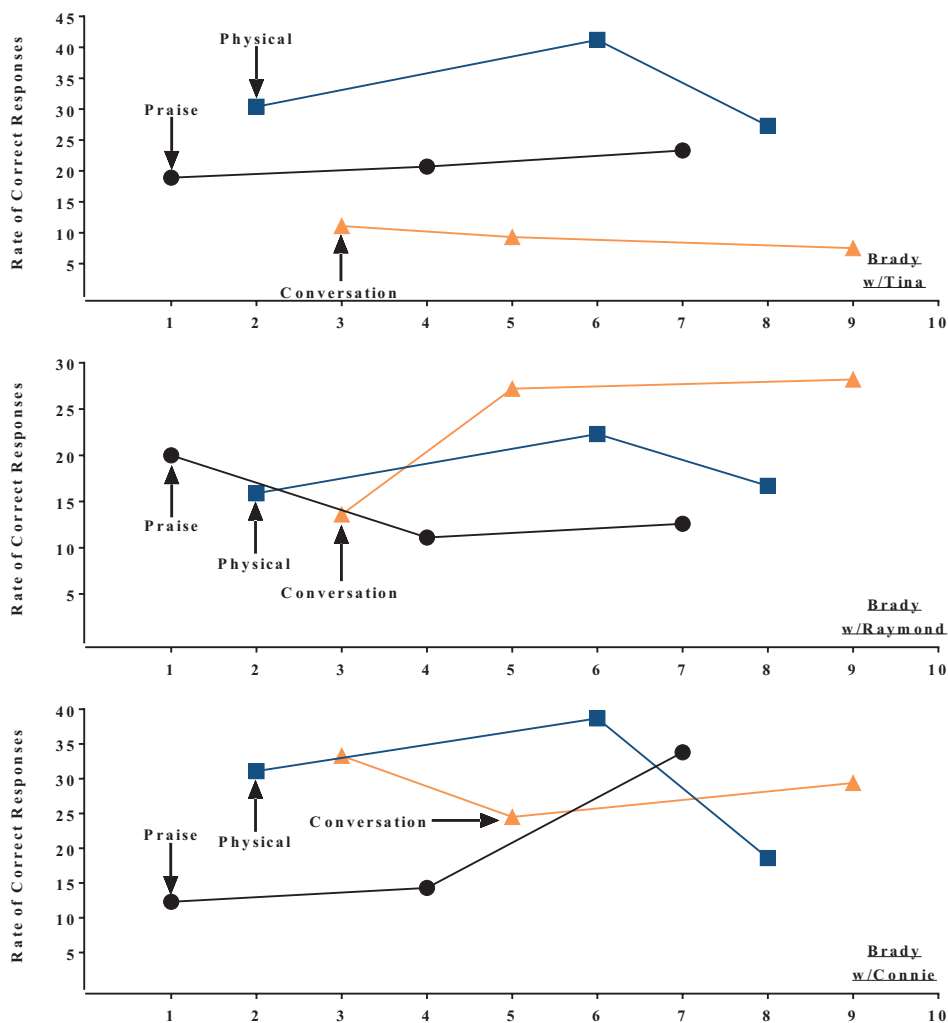 Rate of Correct Responses
45
40
35
30
25
20
15
10
5
Physical
Praise
Conversation
Brady
w/Tina
1 2 3 4 5 6 7 8 9 10
Rate of Correct Responses
30
25
20
15
10
5
Praise
Physical
Conversation
Brady
w/Raymond
1 2 3 4 5 6 7 8 9 10
Rate of Correct Responses
40
35
30
25
20
15
10
5
Conversation
Praise
Physical
Brady
w/Connie
1 2 3 4 5 6 7 8 9 10